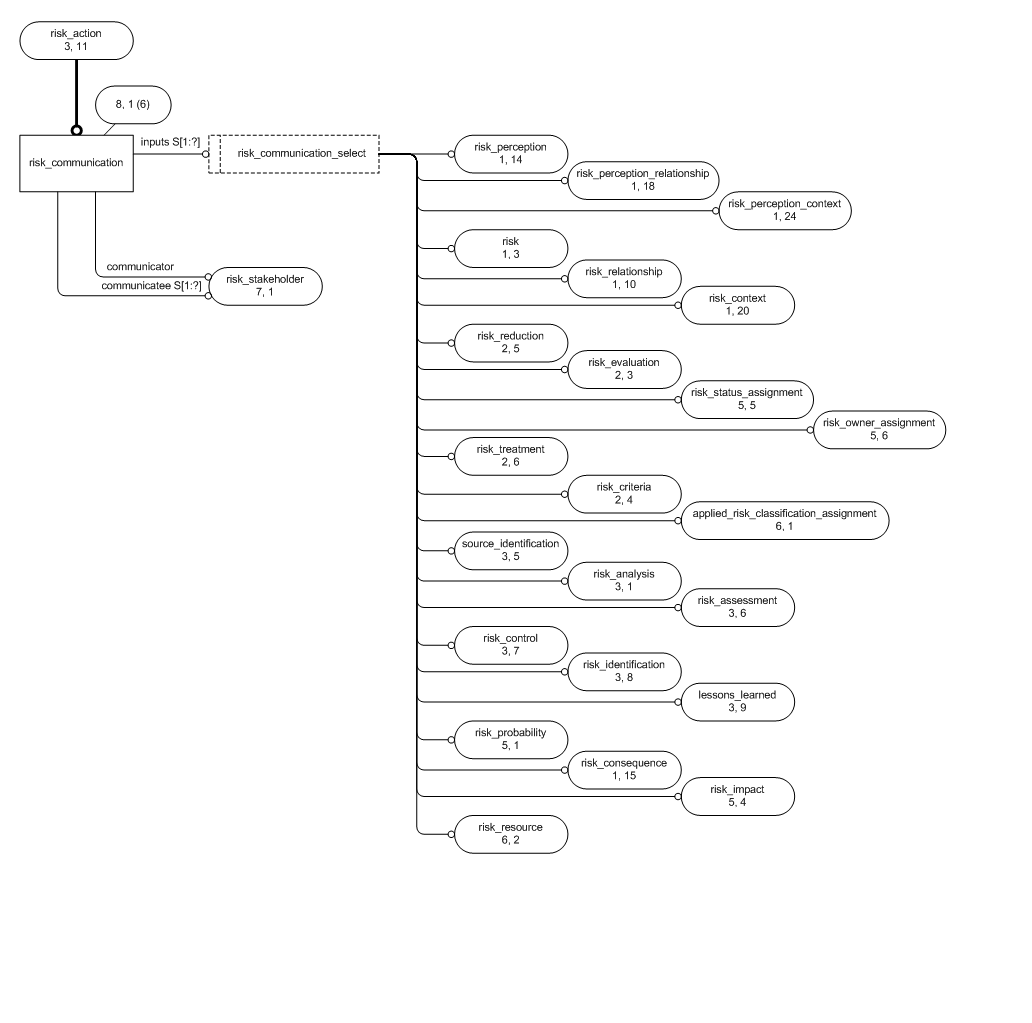 risk_action
3, 11
8, 1 (6)
risk_communication
inputs S[1:?]
risk_communication_select
communicator
communicatee S[1:?]
risk_stakeholder
7, 1
risk_perception
1, 14
risk_perception_relationship
1, 18
risk_perception_context
1, 24
risk
1, 3
risk_relationship
1, 10
risk_context
1, 20
risk_reduction
2, 5
risk_evaluation
2, 3
risk_status_assignment
5, 5
risk_owner_assignment
5, 6
risk_treatment
2, 6
risk_criteria
2, 4
applied_risk_classification_assignment
6, 1
source_identification
3, 5
risk_analysis
3, 1
risk_assessment
3, 6
risk_control
3, 7
risk_identification
3, 8
lessons_learned
3, 9
risk_probability
5, 1
risk_consequence
1, 15
risk_impact
5, 4
risk_resource
6, 2